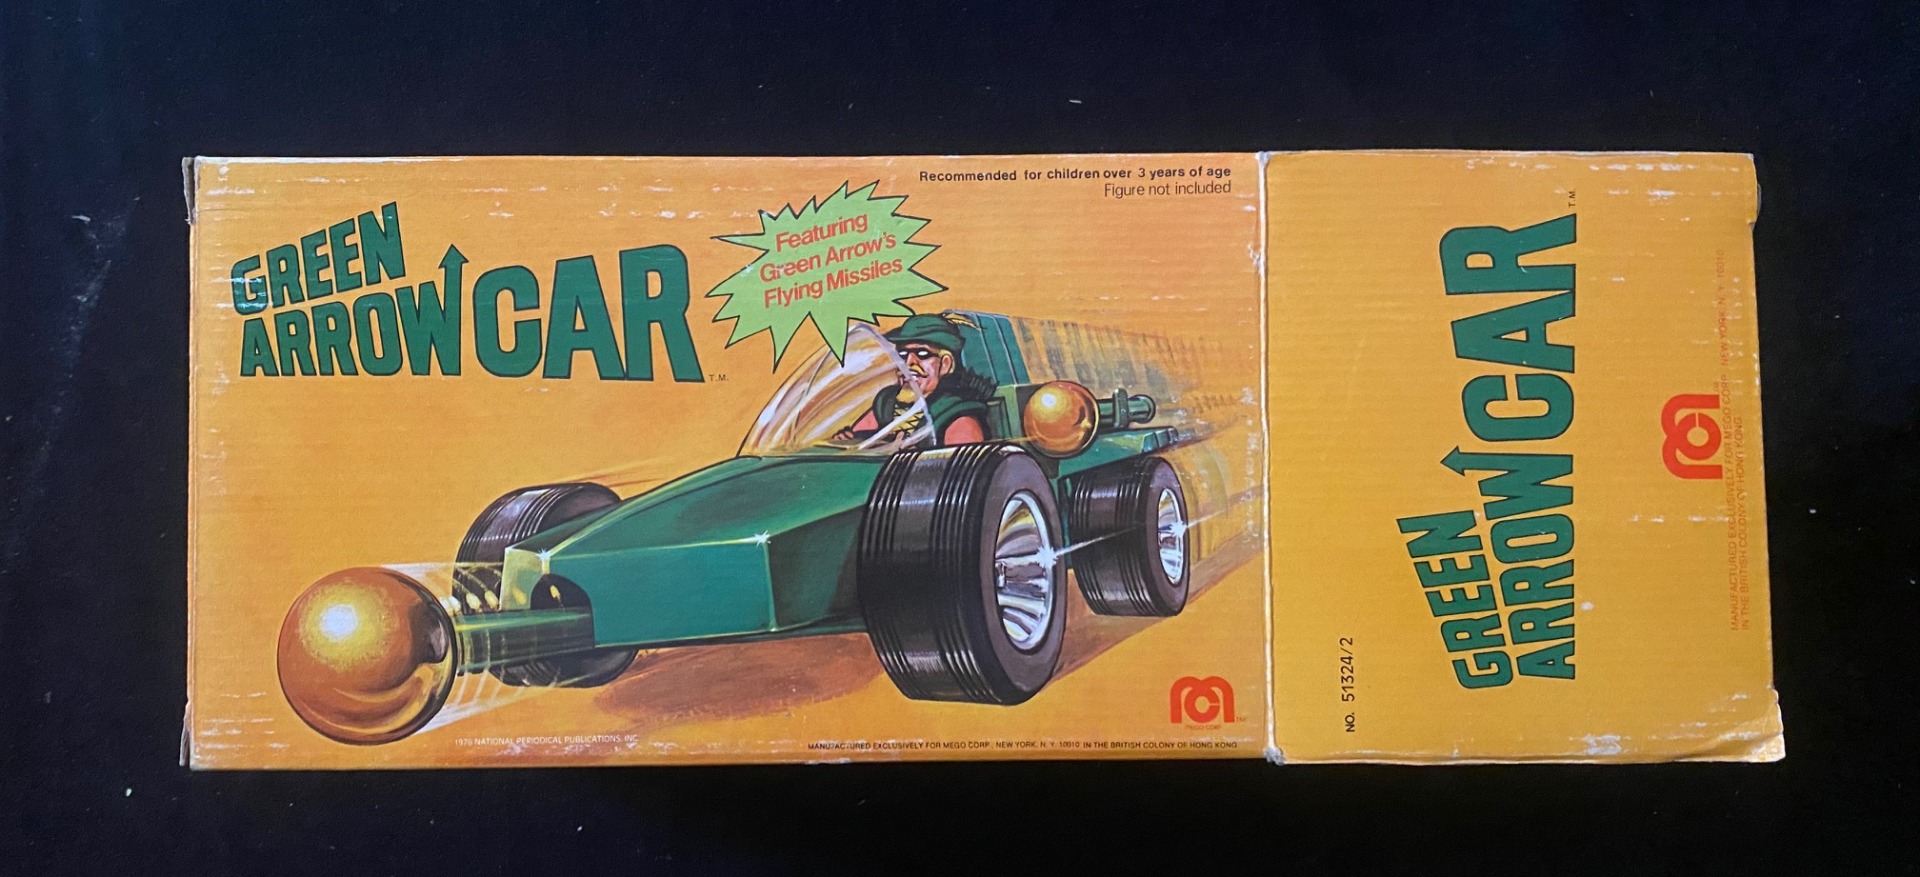 Recommended for children over 3 years of age
Figure not included
GREEN
ARROW CAR
T.M.
Featuring
Green Arrow's
Flying Missiles
1976 NATIONAL PERIODICAL PUBLICATIONS, INC.
MEGO CORP.
TM
MANUFACTURED EXCLUSIVELY FOR MEGO CORP., NEW YORK, N. Y. 10010 IN THE BRITISH COLONY OF HONG KONG
NO. 51324/2
GREEN
ARROW CAR
T.M.
MANUFACTURED EXCLUSIVELY FOR MEGO CORP., NEW YORK, N. Y. 10010
IN THE BRITISH COLONY OF HONG KONG